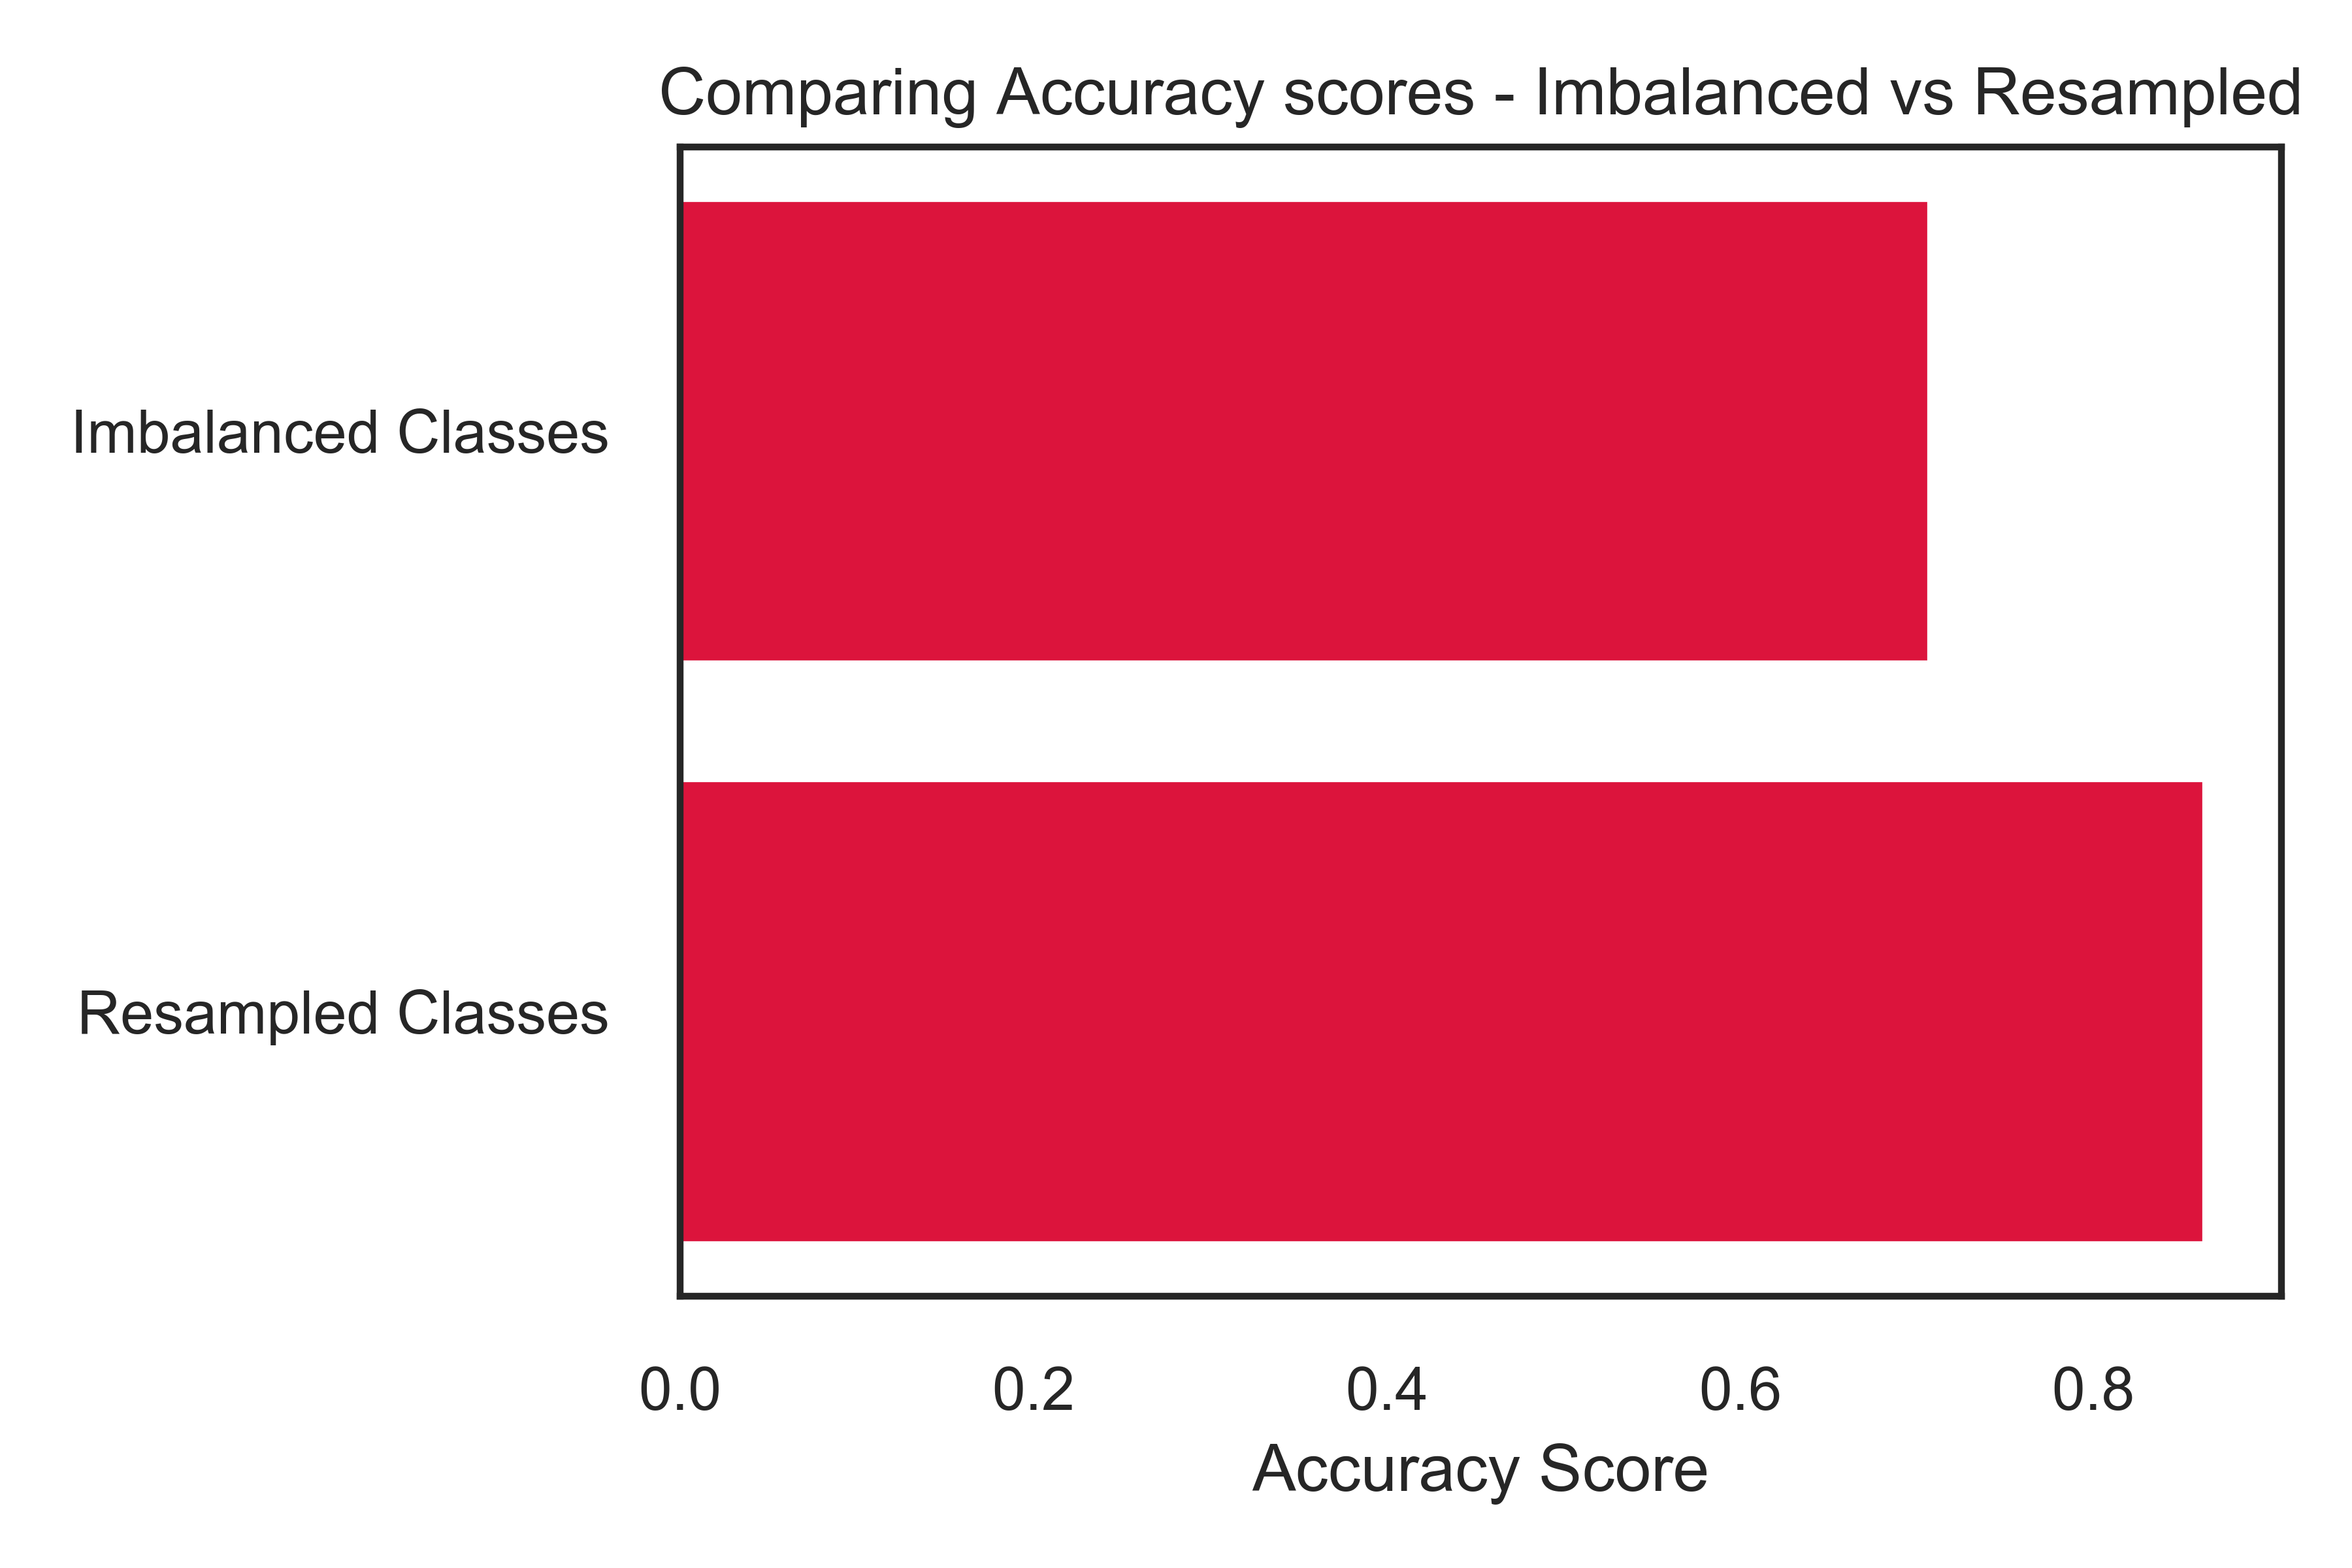 Comparing Accuracy scores - Imbalanced vs Resampled
Imbalanced Classes
Resampled Classes
0.0 0.2 0.4 0.6 0.8
Accuracy Score